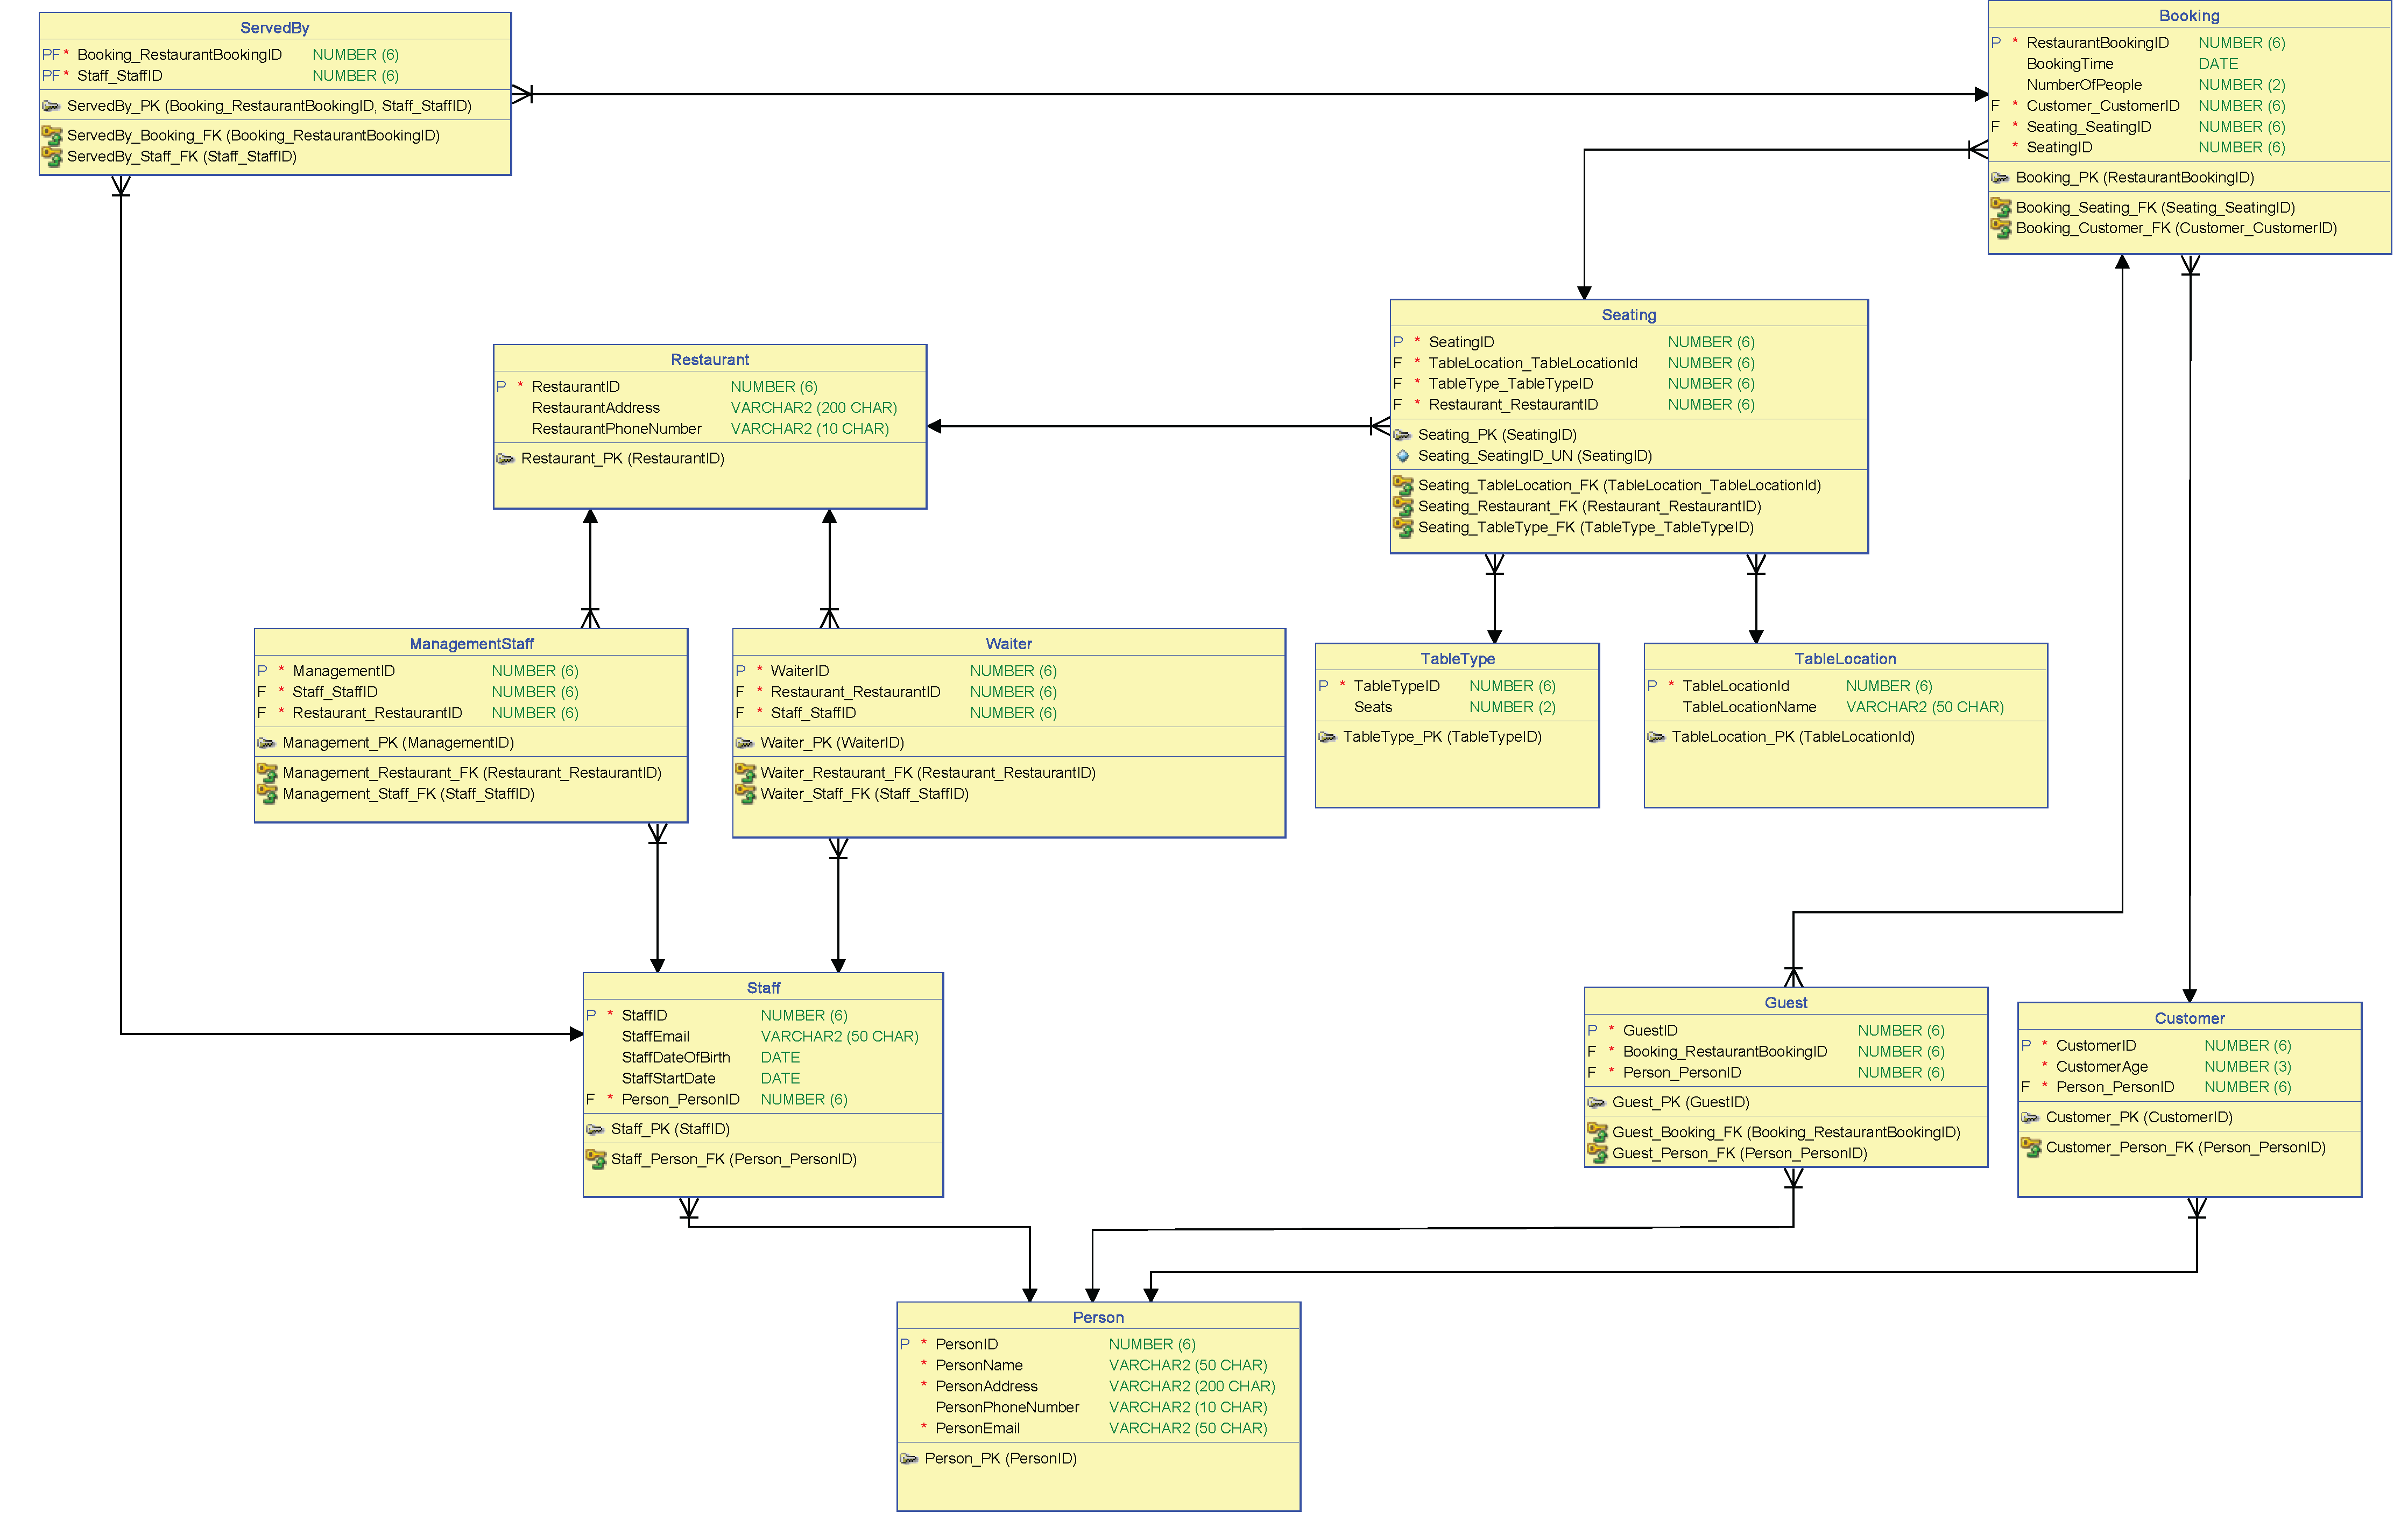 ServedBy
PF * Booking_RestaurantBookingID NUMBER (6)
PF * Staff_StaffID NUMBER (6)
ServedBy_PK (Booking_RestaurantBookingID, Staff_StaffID)
ServedBy_Booking_FK (Booking_RestaurantBookingID)
ServedBy_Staff_FK (Staff_StaffID)
Booking
P * RestaurantBookingID NUMBER (6)
BookingTime DATE
NumberOfPeople NUMBER (2)
F * Customer_CustomerID NUMBER (6)
F * Seating_SeatingID NUMBER (6)
* SeatingID NUMBER (6)
Booking_PK (RestaurantBookingID)
Booking_Seating_FK (Seating_SeatingID)
Booking_Customer_FK (Customer_CustomerID)
Restaurant
P * RestaurantID NUMBER (6)
RestaurantAddress VARCHAR2 (200 CHAR)
RestaurantPhoneNumber VARCHAR2 (10 CHAR)
Restaurant_PK (RestaurantID)
Seating
P * SeatingID NUMBER (6)
F * TableLocation_TableLocationId NUMBER (6)
F * TableType_TableTypeID NUMBER (6)
F * Restaurant_RestaurantID NUMBER (6)
Seating_PK (SeatingID)
Seating_SeatingID_UN (SeatingID)
Seating_TableLocation_FK (TableLocation_TableLocationId)
Seating_Restaurant_FK (Restaurant_RestaurantID)
Seating_TableType_FK (TableType_TableTypeID)
ManagementStaff
P * ManagementID NUMBER (6)
F * Staff_StaffID NUMBER (6)
F * Restaurant_RestaurantID NUMBER (6)
Management_PK (ManagementID)
Management_Restaurant_FK (Restaurant_RestaurantID)
Management_Staff_FK (Staff_StaffID)
Waiter
P * WaiterID NUMBER (6)
F * Restaurant_RestaurantID NUMBER (6)
F * Staff_StaffID NUMBER (6)
Waiter_PK (WaiterID)
Waiter_Restaurant_FK (Restaurant_RestaurantID)
Waiter_Staff_FK (Staff_StaffID)
TableType
P * TableTypeID NUMBER (6)
Seats NUMBER (2)
TableType_PK (TableTypeID)
TableLocation
P * TableLocationId NUMBER (6)
TableLocationName VARCHAR2 (50 CHAR)
TableLocation_PK (TableLocationId)
Staff
P * StaffID NUMBER (6)
StaffEmail VARCHAR2 (50 CHAR)
StaffDateOfBirth DATE
StaffStartDate DATE
F * Person_PersonID NUMBER (6)
Staff_PK (StaffID)
Staff_Person_FK (Person_PersonID)
Guest
P * GuestID NUMBER (6)
F * Booking_RestaurantBookingID NUMBER (6)
F * Person_PersonID NUMBER (6)
Guest_PK (GuestID)
Guest_Booking_FK (Booking_RestaurantBookingID)
Guest_Person_FK (Person_PersonID)
Customer
P * CustomerID NUMBER (6)
* CustomerAge NUMBER (3)
F * Person_PersonID NUMBER (6)
Customer_PK (CustomerID)
Customer_Person_FK (Person_PersonID)
Person
P * PersonID NUMBER (6)
* PersonName VARCHAR2 (50 CHAR)
* PersonAddress VARCHAR2 (200 CHAR)
PersonPhoneNumber VARCHAR2 (10 CHAR)
* PersonEmail VARCHAR2 (50 CHAR)
Person_PK (PersonID)